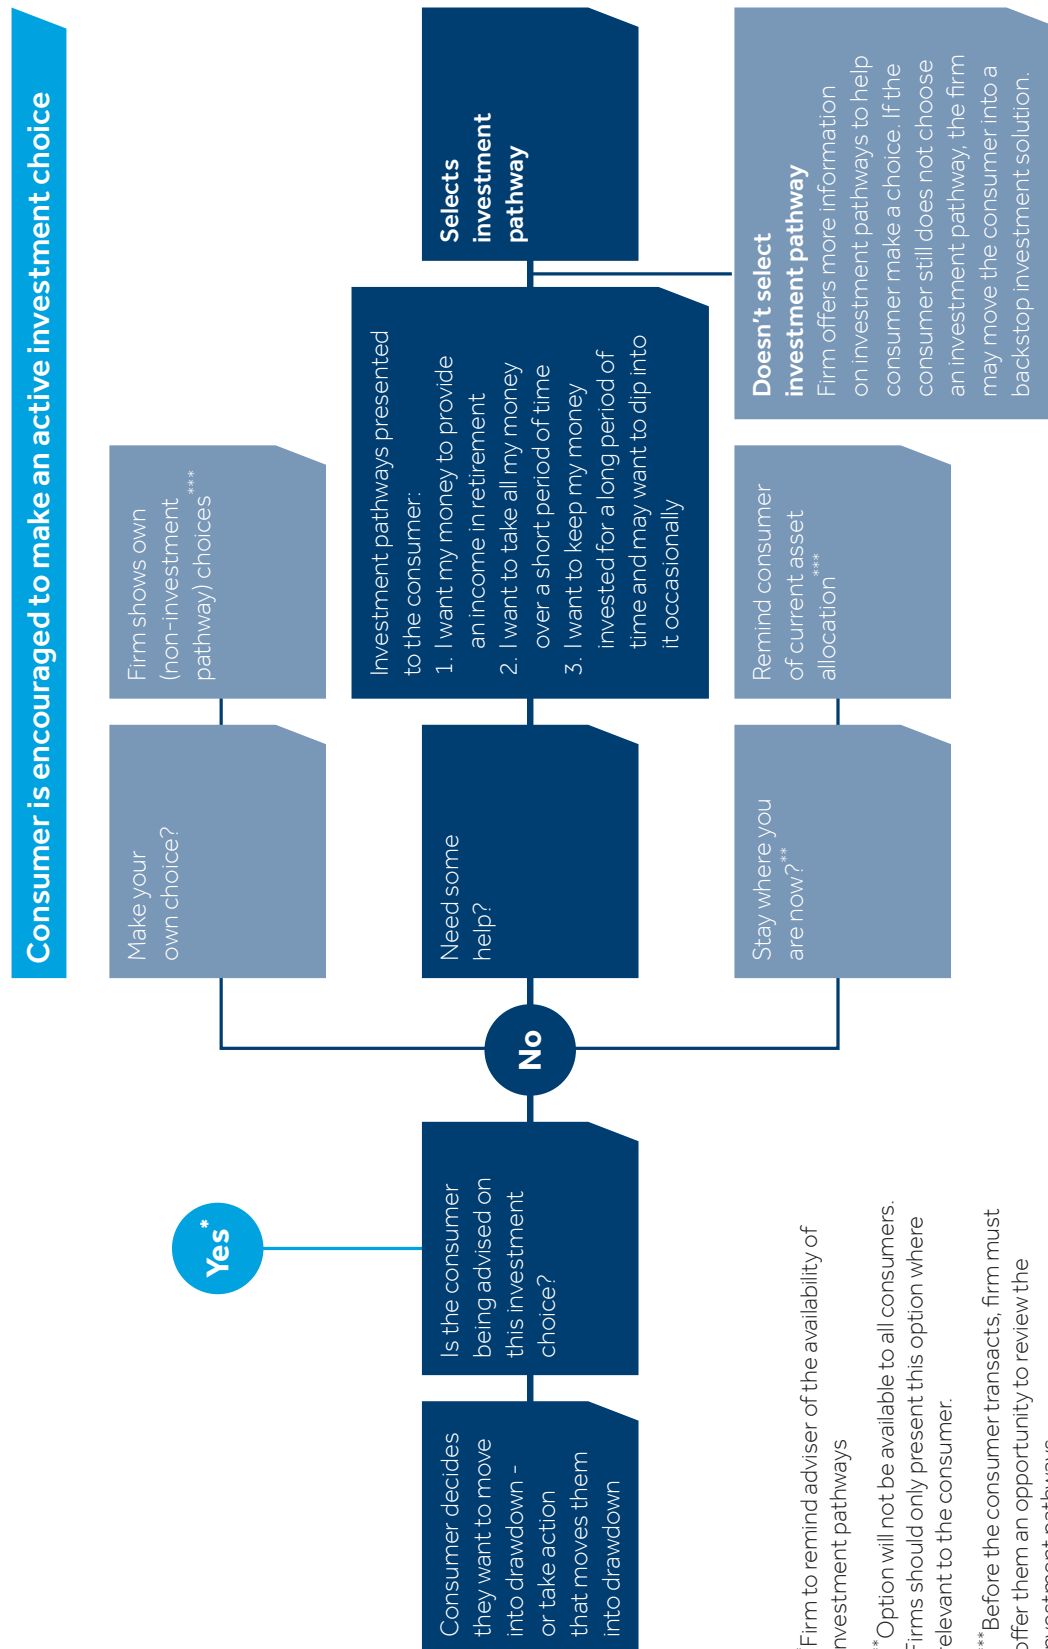 Consumer is encouraged to make an active investment choice
Consumer decides
they want to move
into drawdown -
or take action
that moves them
into drawdown
Is the consumer
being advised on
this investment
choice?
Yes*
No
Make your
own choice?
Firm shows own
(non-investment
pathway) choices***
Need some
help?
Investment pathways presented
to the consumer:
1. I want my money to provide
an income in retirement
2. I want to take all my money
over a short period of time
3. I want to keep my money
invested for a long period of
time and may want to dip into
it occasionally
Selects
investment
pathway
Doesn't select
investment pathway
Firm offers more information
on investment pathways to help
consumer make a choice. If the
consumer still does not choose
an investment pathway, the firm
may move the consumer into a
backstop investment solution.
Stay where you
are now?**
Remind consumer
of current asset
allocation***
*Firm to remind adviser of the availability of
investment pathways
**Option will not be available to all consumers.
Firms should only present this option where
relevant to the consumer.
***Before the consumer transacts, firm must
offer them an opportunity to review the
investment pathways